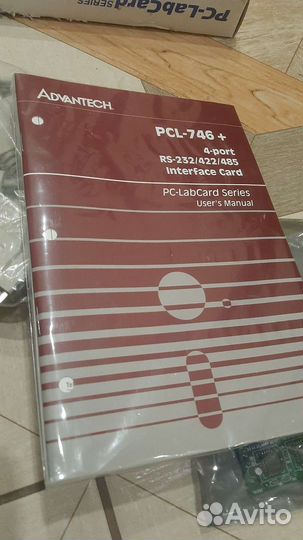 PC-LabCard
SERIES
ADVANTECH
PCL-746 +
4-port
RS-232/422/485
Interface Card
PC-LabCard Series
User's Manual
Avito